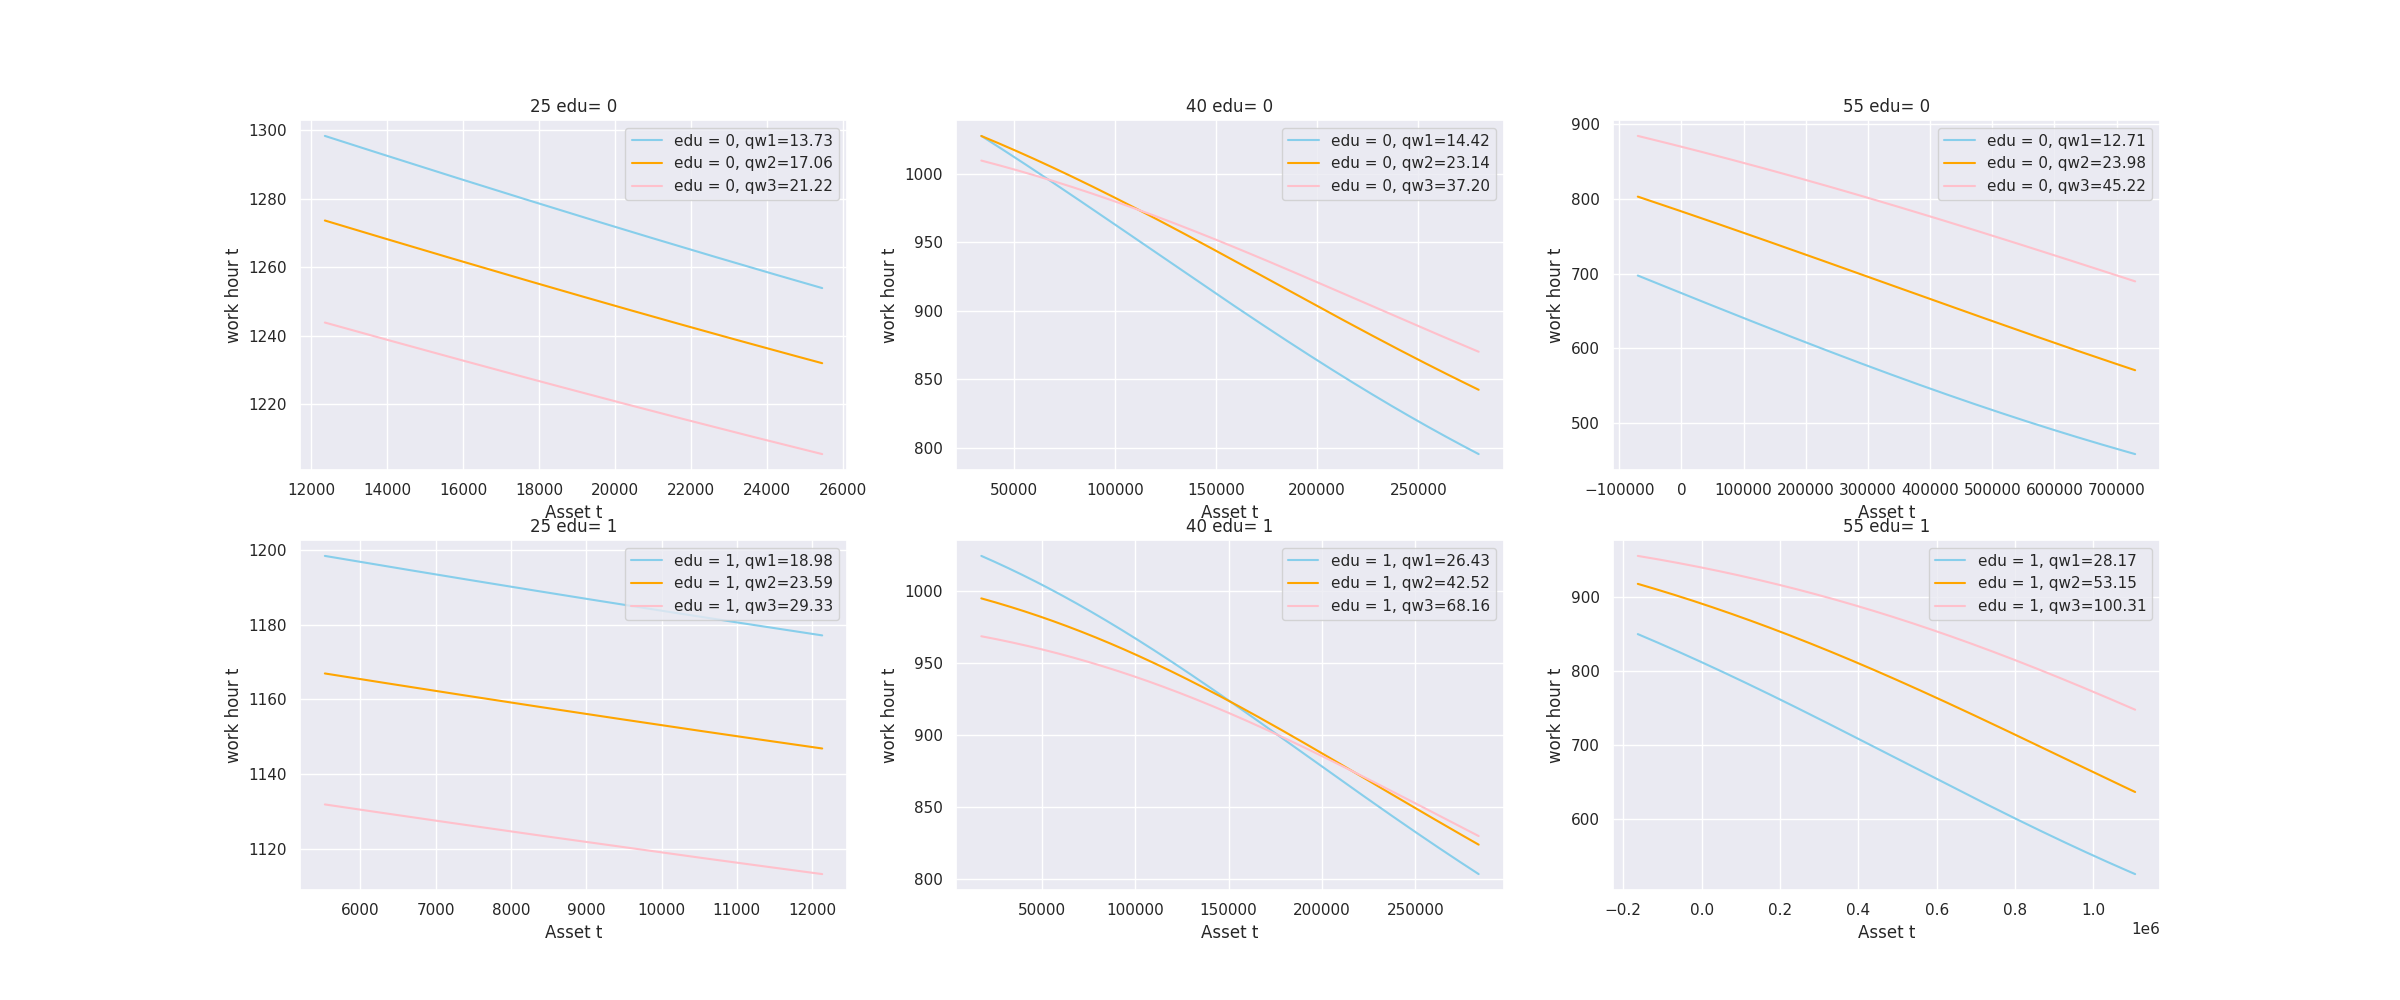 25 edu= 0
1300
1280
1260
1240
1220
work hour t
edu = 0, qw1=13.73
edu = 0, qw2=17.06
edu = 0, qw3=21.22
12000 14000 16000 18000 20000 22000 24000 26000
Asset t
40 edu= 0
1000
950
900
850
800
work hour t
edu = 0, qw1=14.42
edu = 0, qw2=23.14
edu = 0, qw3=37.20
50000 100000 150000 200000 250000
Asset t
55 edu= 0
900
800
700
600
500
work hour t
edu = 0, qw1=12.71
edu = 0, qw2=23.98
edu = 0, qw3=45.22
−100000 0 100000 200000 300000 400000 500000 600000 700000
Asset t
25 edu= 1
1200
1180
1160
1140
1120
work hour t
edu = 1, qw1=18.98
edu = 1, qw2=23.59
edu = 1, qw3=29.33
6000 7000 8000 9000 10000 11000 12000
Asset t
40 edu= 1
1000
950
900
850
800
work hour t
edu = 1, qw1=26.43
edu = 1, qw2=42.52
edu = 1, qw3=68.16
50000 100000 150000 200000 250000
Asset t
55 edu= 1
900
800
700
600
work hour t
edu = 1, qw1=28.17
edu = 1, qw2=53.15
edu = 1, qw3=100.31
−0.2 0.0 0.2 0.4 0.6 0.8 1.0
1e6
Asset t